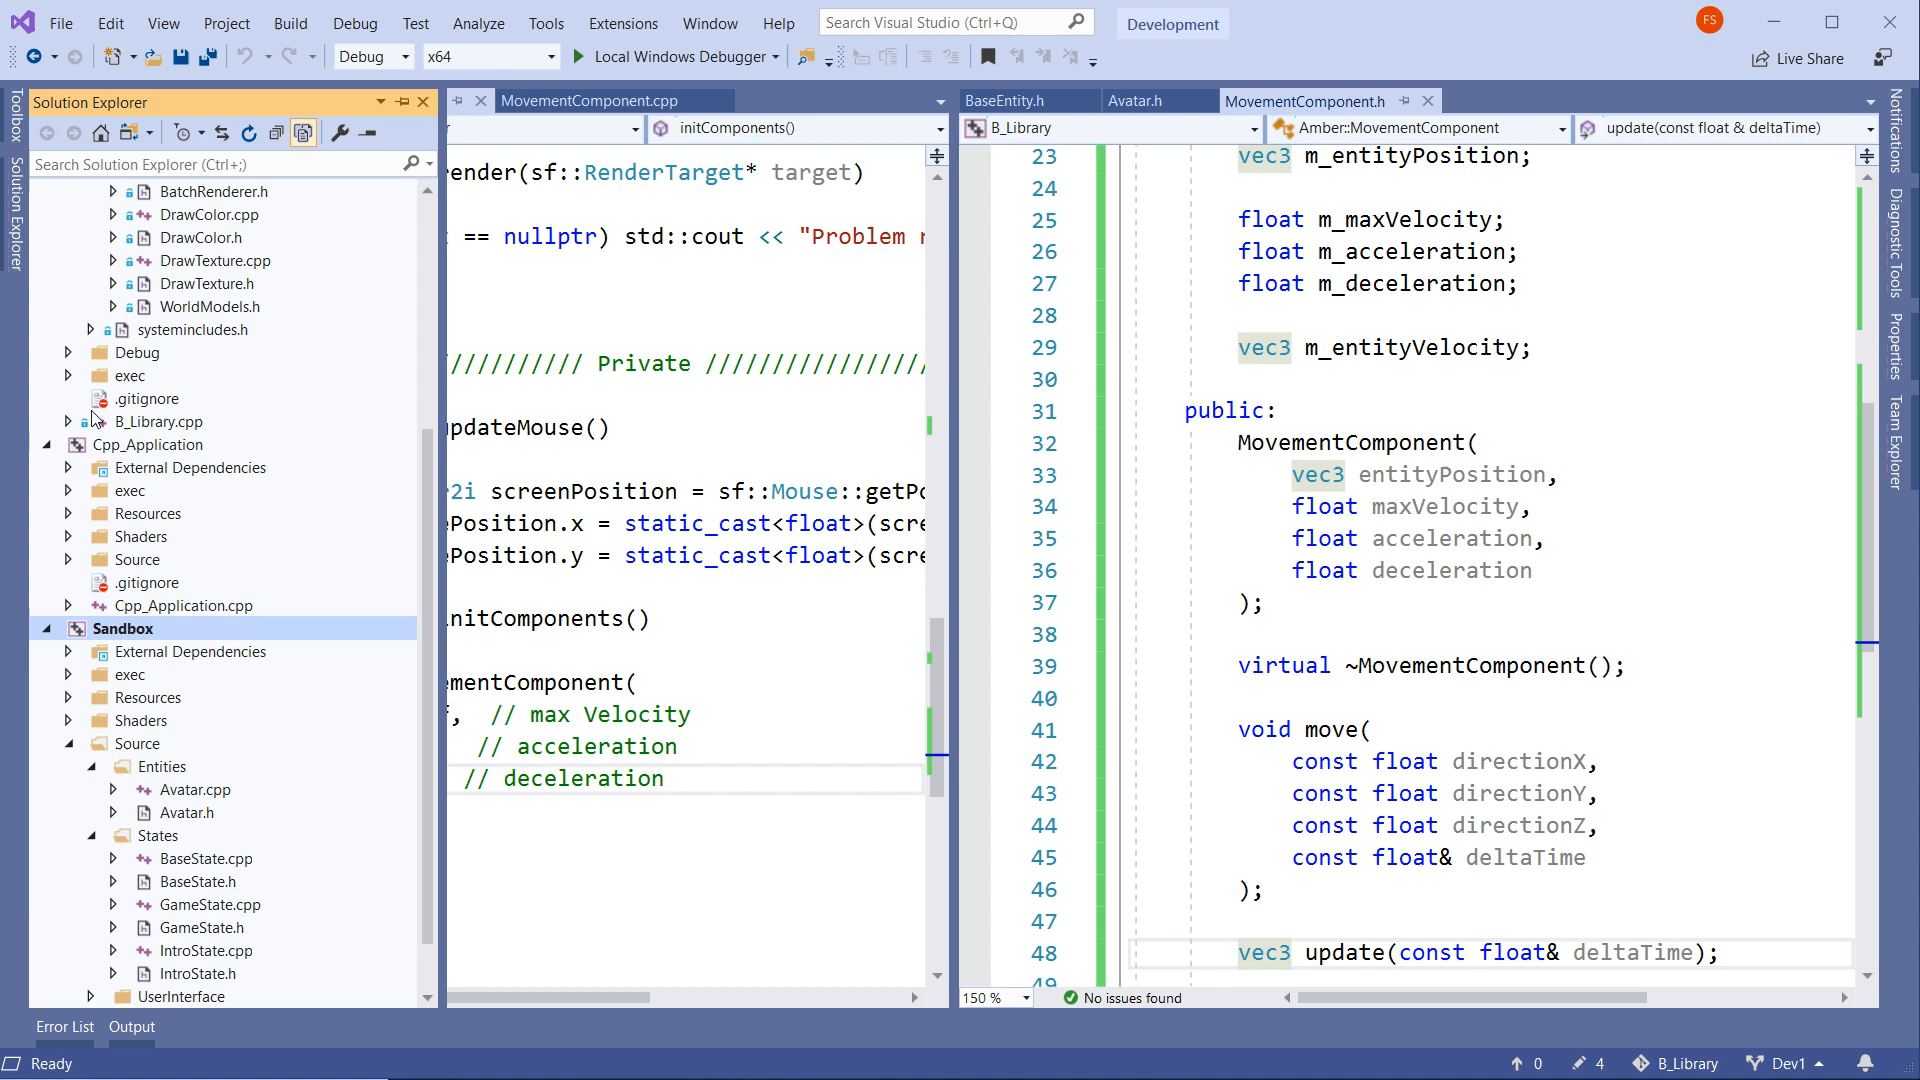 File Edit View Project Build Debug Test Analyze Tools Extensions Window Help Search Visual Studio (Ctrl+Q) Development FS
Debug x64 Local Windows Debugger Live Share
Toolbox
Solution Explorer
Solution Explorer
Search Solution Explorer (Ctrl+;)
BatchRenderer.h
DrawColor.cpp
DrawColor.h
DrawTexture.cpp
DrawTexture.h
WorldModels.h
systemincludes.h
Debug
exec
.gitignore
B_Library.cpp
Cpp_Application
External Dependencies
exec
Resources
Shaders
Source
.gitignore
Cpp_Application.cpp
Sandbox
External Dependencies
exec
Resources
Shaders
Source
Entities
Avatar.cpp
Avatar.h
States
BaseState.cpp
BaseState.h
GameState.cpp
GameState.h
IntroState.cpp
IntroState.h
UserInterface
MovementComponent.cpp
initComponents()
ender(sf::RenderTarget* target)
== nullptr) std::cout << "Problem
////////// Private /////////////////
updateMouse()
2i screenPosition = sf::Mouse::getPo
ePosition.x = static_cast<float>(scre
ePosition.y = static_cast<float>(scre
initComponents()
mentComponent(
, // max Velocity
// acceleration
// deceleration
BaseEntity.h Avatar.h MovementComponent.h
B_Library Amber::MovementComponent update(const float & deltaTime)
23 vec3 m_entityPosition;
24
25 float m_maxVelocity;
26 float m_acceleration;
27 float m_deceleration;
28
29 vec3 m_entityVelocity;
30
31 public:
32 MovementComponent(
33 vec3 entityPosition,
34 float maxVelocity,
35 float acceleration,
36 float deceleration
37 );
38
39 virtual ~MovementComponent();
40
41 void move(
42 const float directionX,
43 const float directionY,
44 const float directionZ,
45 const float& deltaTime
46 );
47
48 vec3 update(const float& deltaTime);
49
150 % No issues found
Notifications
Diagnostic Tools
Properties
Team Explorer
Error List Output
Ready 0 4 B_Library Dev1